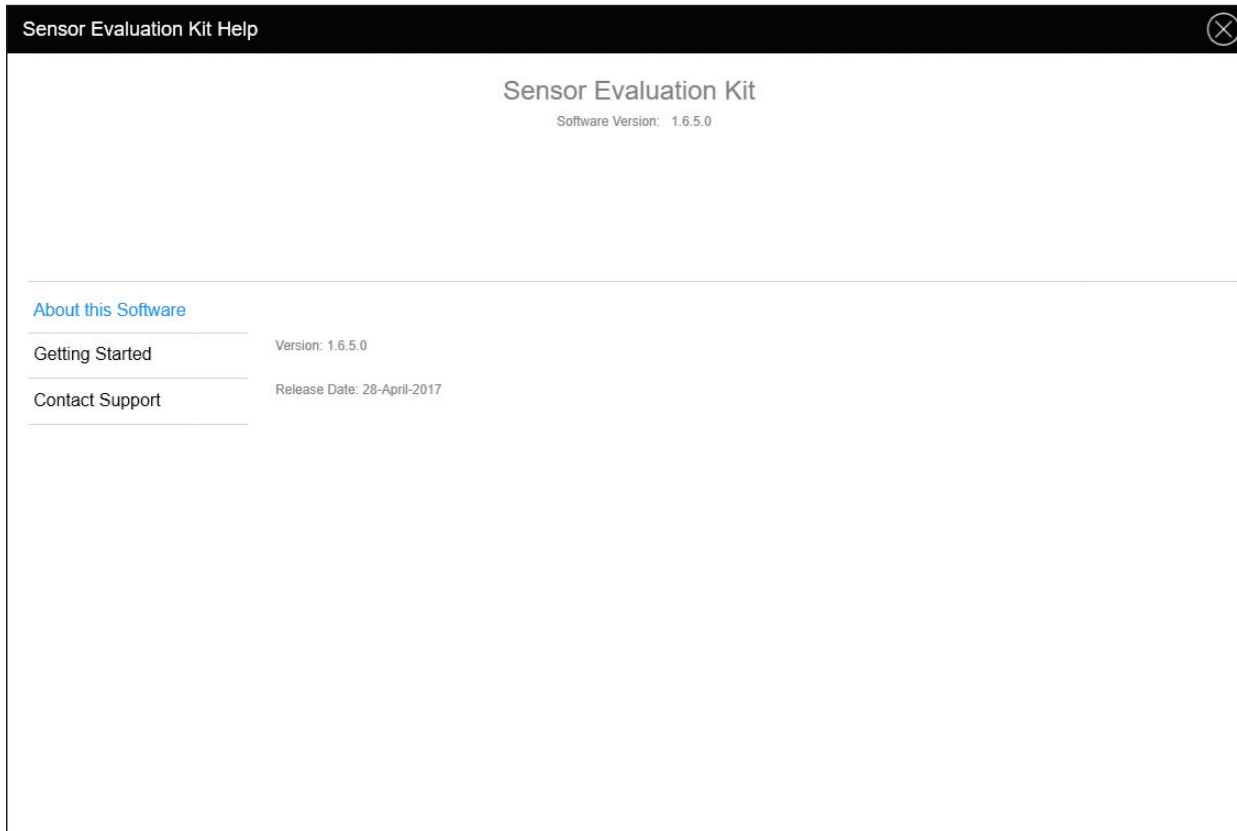 Sensor Evaluation Kit Help
Sensor Evaluation Kit
Software Version: 1.6.5.0
About this Software
Getting Started
Contact Support
Version: 1.6.5.0
Release Date: 28-April-2017